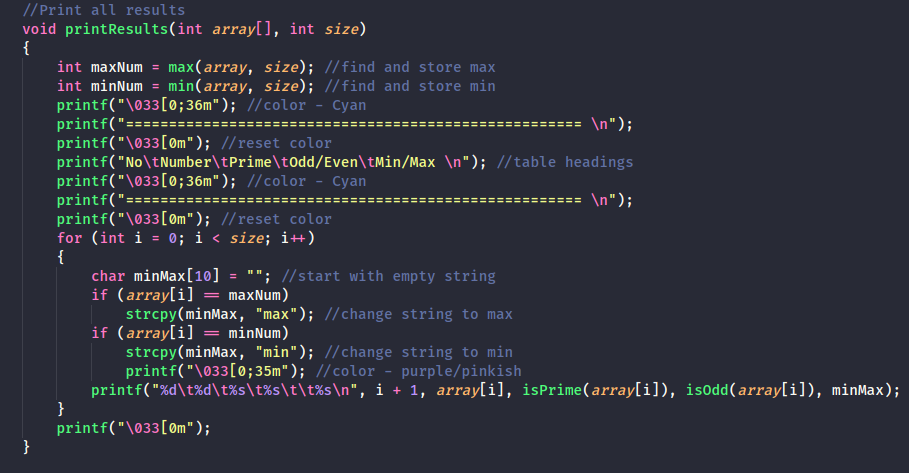 //Print all results
void printResults(int array[], int size)
{
    int maxNum = max(array, size); //find and store max
    int minNum = min(array, size); //find and store min
    printf("\033[0;36m"); //color - Cyan
    printf("===================================================== \n");
    printf("\033[0m"); //reset color
    printf("No\tNumber\tPrime\tOdd/Even\tMin/Max \n"); //table headings
    printf("\033[0;36m"); //color - Cyan
    printf("===================================================== \n");
    printf("\033[0m"); //reset color
    for (int i = 0; i < size; i++)
    {
        char minMax[10] = ""; //start with empty string
        if (array[i] == maxNum)
            strcpy(minMax, "max"); //change string to max
        if (array[i] == minNum)
            strcpy(minMax, "min"); //change string to min
            printf("\033[0;35m"); //color - purple/pinkish
        printf("%d\t%d\t%s\t%s\t\t%s\n", i + 1, array[i], isPrime(array[i]), isOdd(array[i]), minMax);
    }
    printf("\033[0m");
}